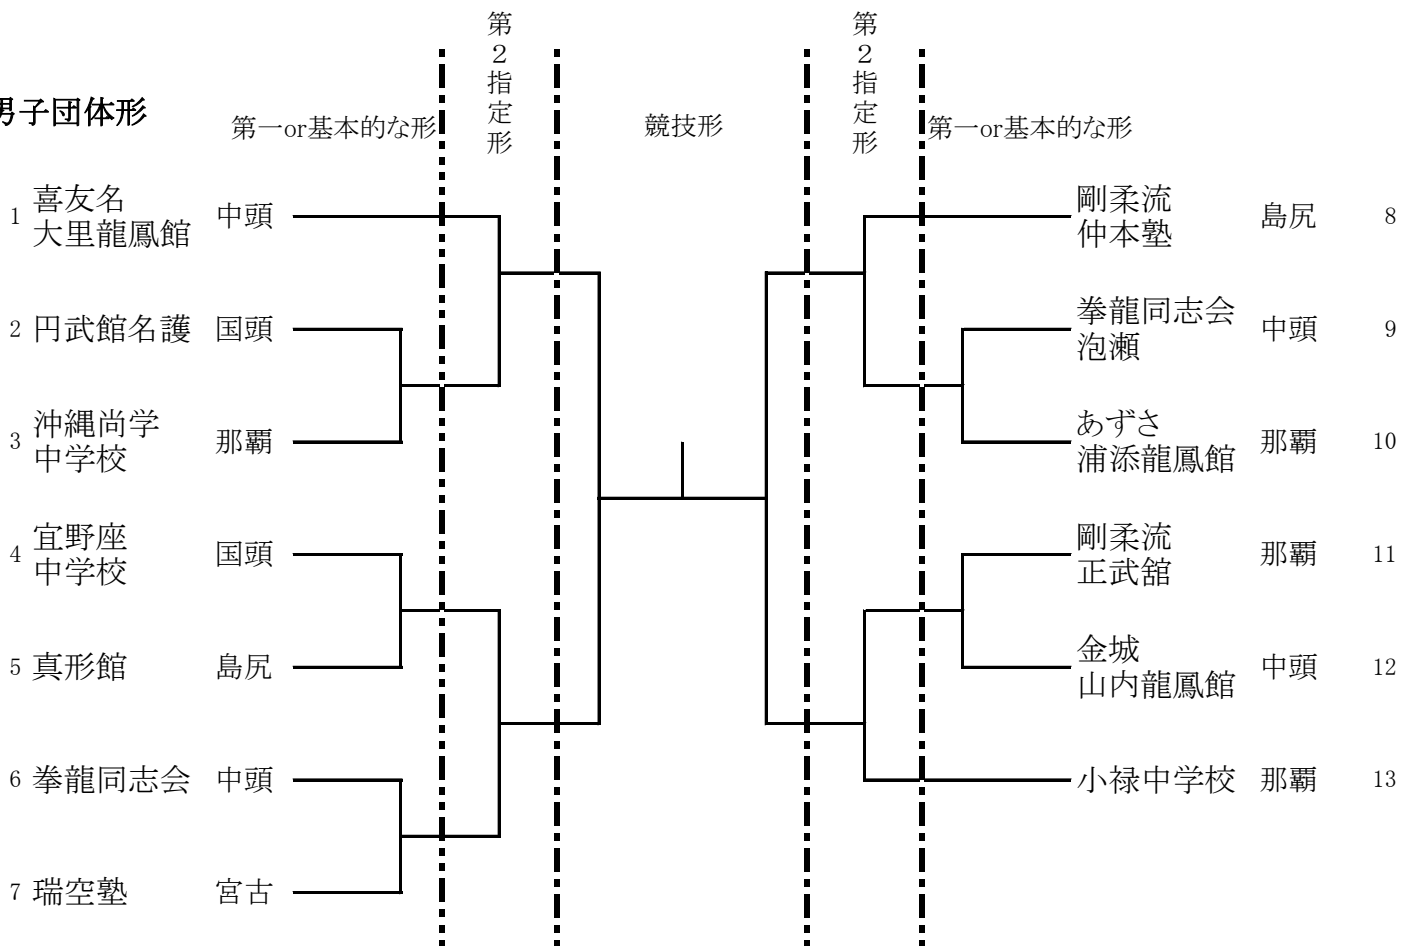 男子団体形
第一or基本的な形
第2指定形
競技形
第2指定形
第一or基本的な形
1 喜友名
大里龍鳳館 中頭
2 円武館名護 国頭
3 沖縄尚学
中学校 那覇
4 宜野座
中学校 国頭
5 真形館 島尻
6 拳龍同志会 中頭
7 瑞空塾 宮古
剛柔流
仲本塾 島尻 8
拳龍同志会
泡瀬 中頭 9
あずさ
浦添龍鳳館 那覇 10
剛柔流
正武舘 那覇 11
金城
山内龍鳳館 中頭 12
小禄中学校 那覇 13